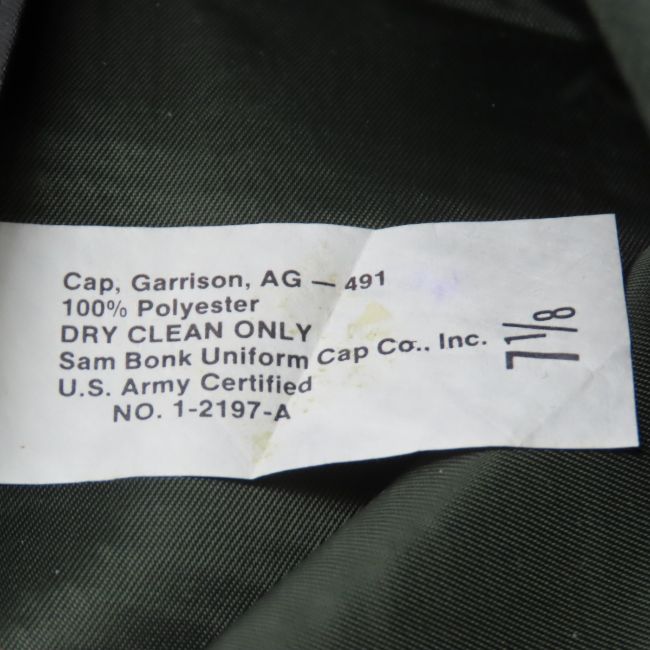 Cap, Garrison, AG — 491
100% Polyester
DRY CLEAN ONLY
Sam Bonk Uniform Cap Co., Inc.
U.S. Army Certified
NO. 1-2197-A
7 1/8